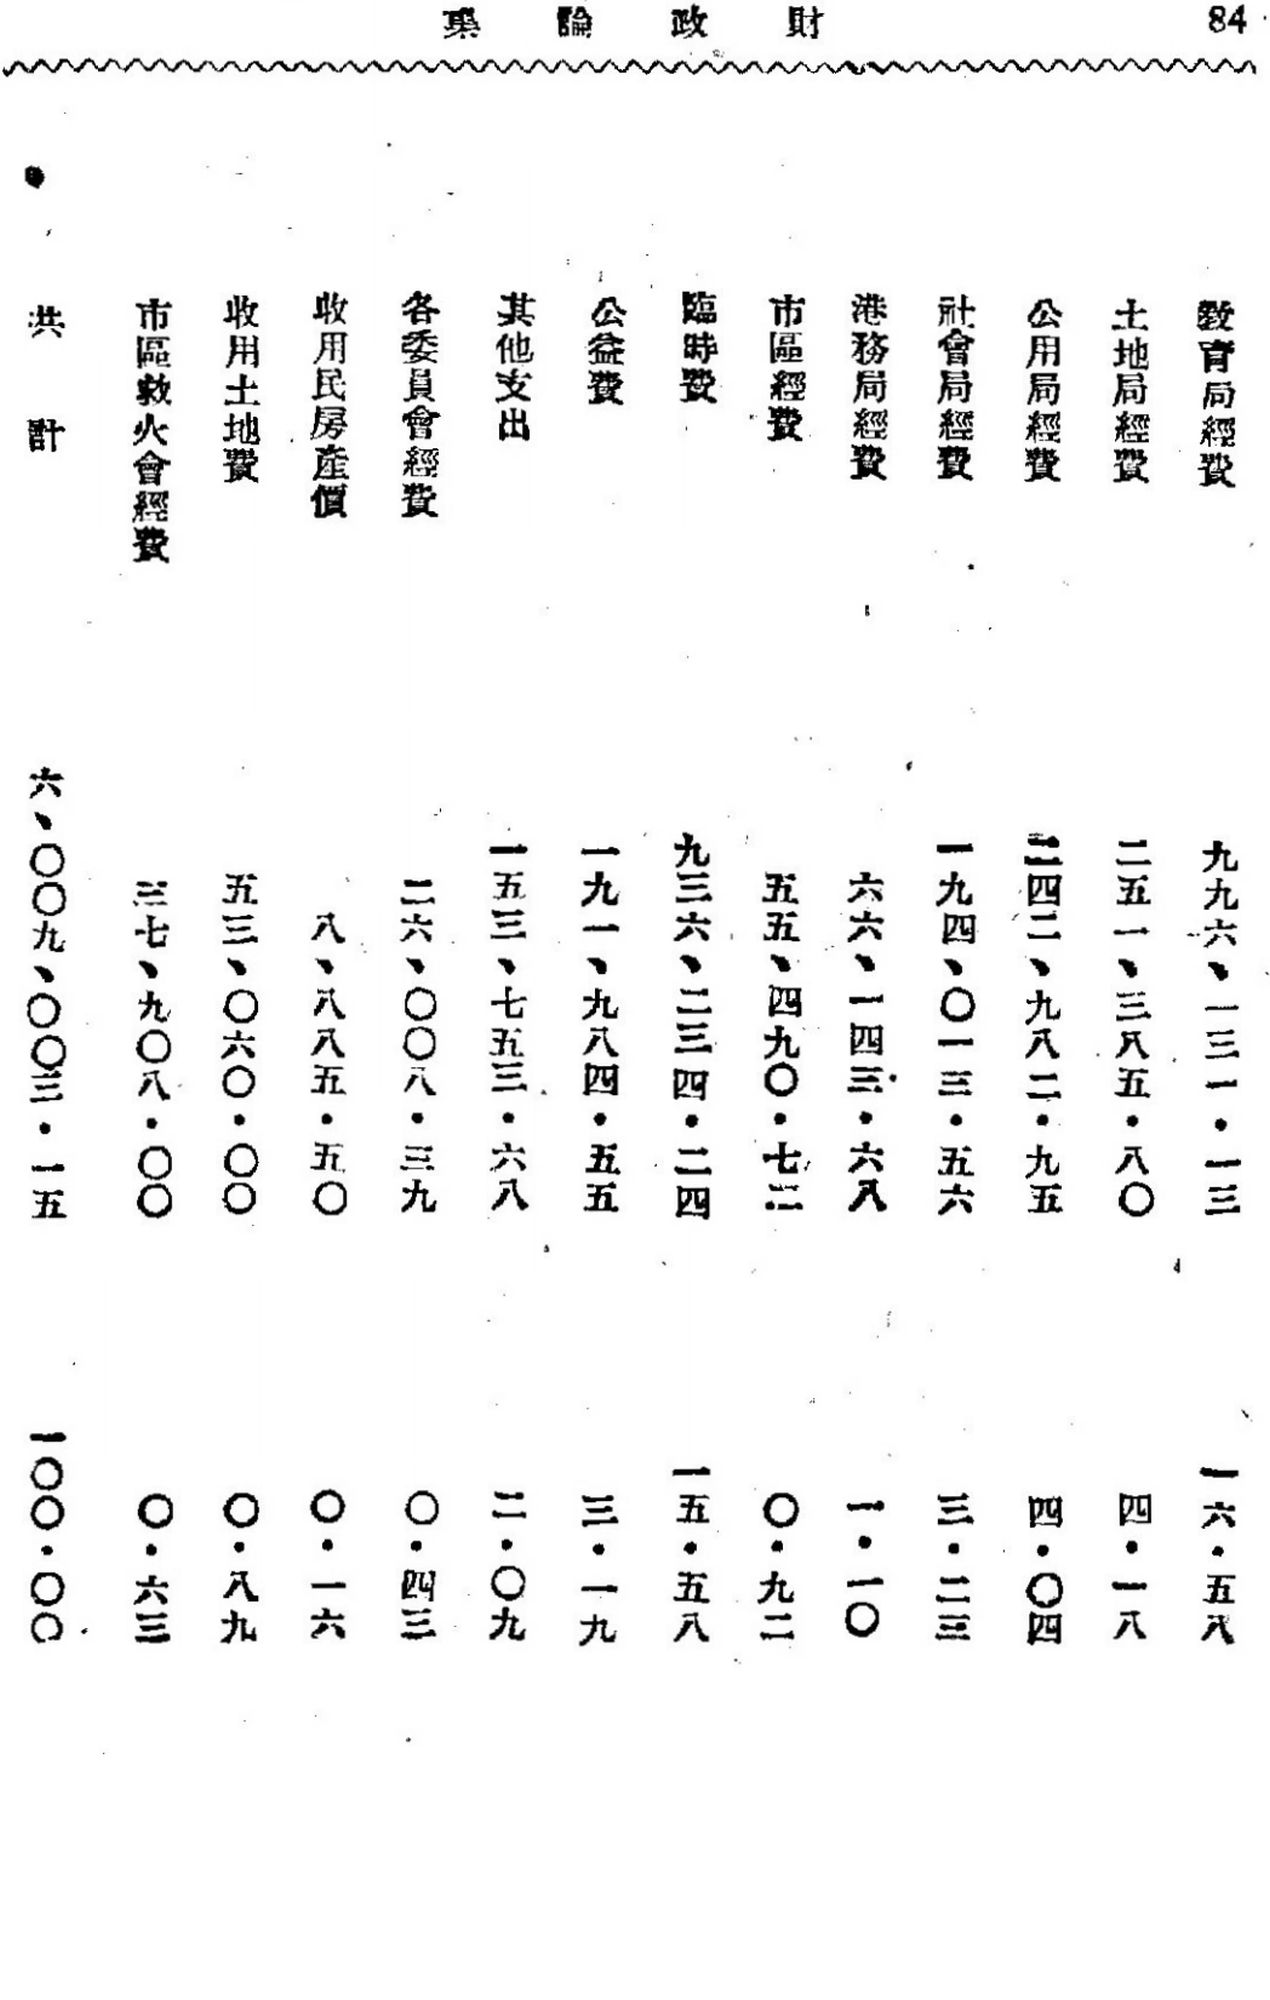 財政論集
84
教育局經費 九九六、一三一・一三 一六・五八
土地局經費 二五一、三八五・八〇 四・一八
公用局經費 二四二、九八二・九五 四・〇四
社會局經費 一九四、〇一三・五六 三・二三
港務局經費 六六、一四三・六八 一・一〇
市區經費 五五、四九〇・七二 〇・九二
臨時費 九三六、二三四・二四 一五・五八
公益費 一九一、九八四・五五 三・一九
其他支出 一五三、七五三・六八 二・〇九
各委員會經費 二六、〇〇八・三九 〇・四三
收用民房產價 八、八八五・五〇 〇・一六
收用土地費 五三、〇六〇・〇〇 〇・八九
市區救火會經費 三七、九〇八・〇〇 〇・六三
共計 六、〇〇九、〇〇三・一五 一〇〇・〇〇